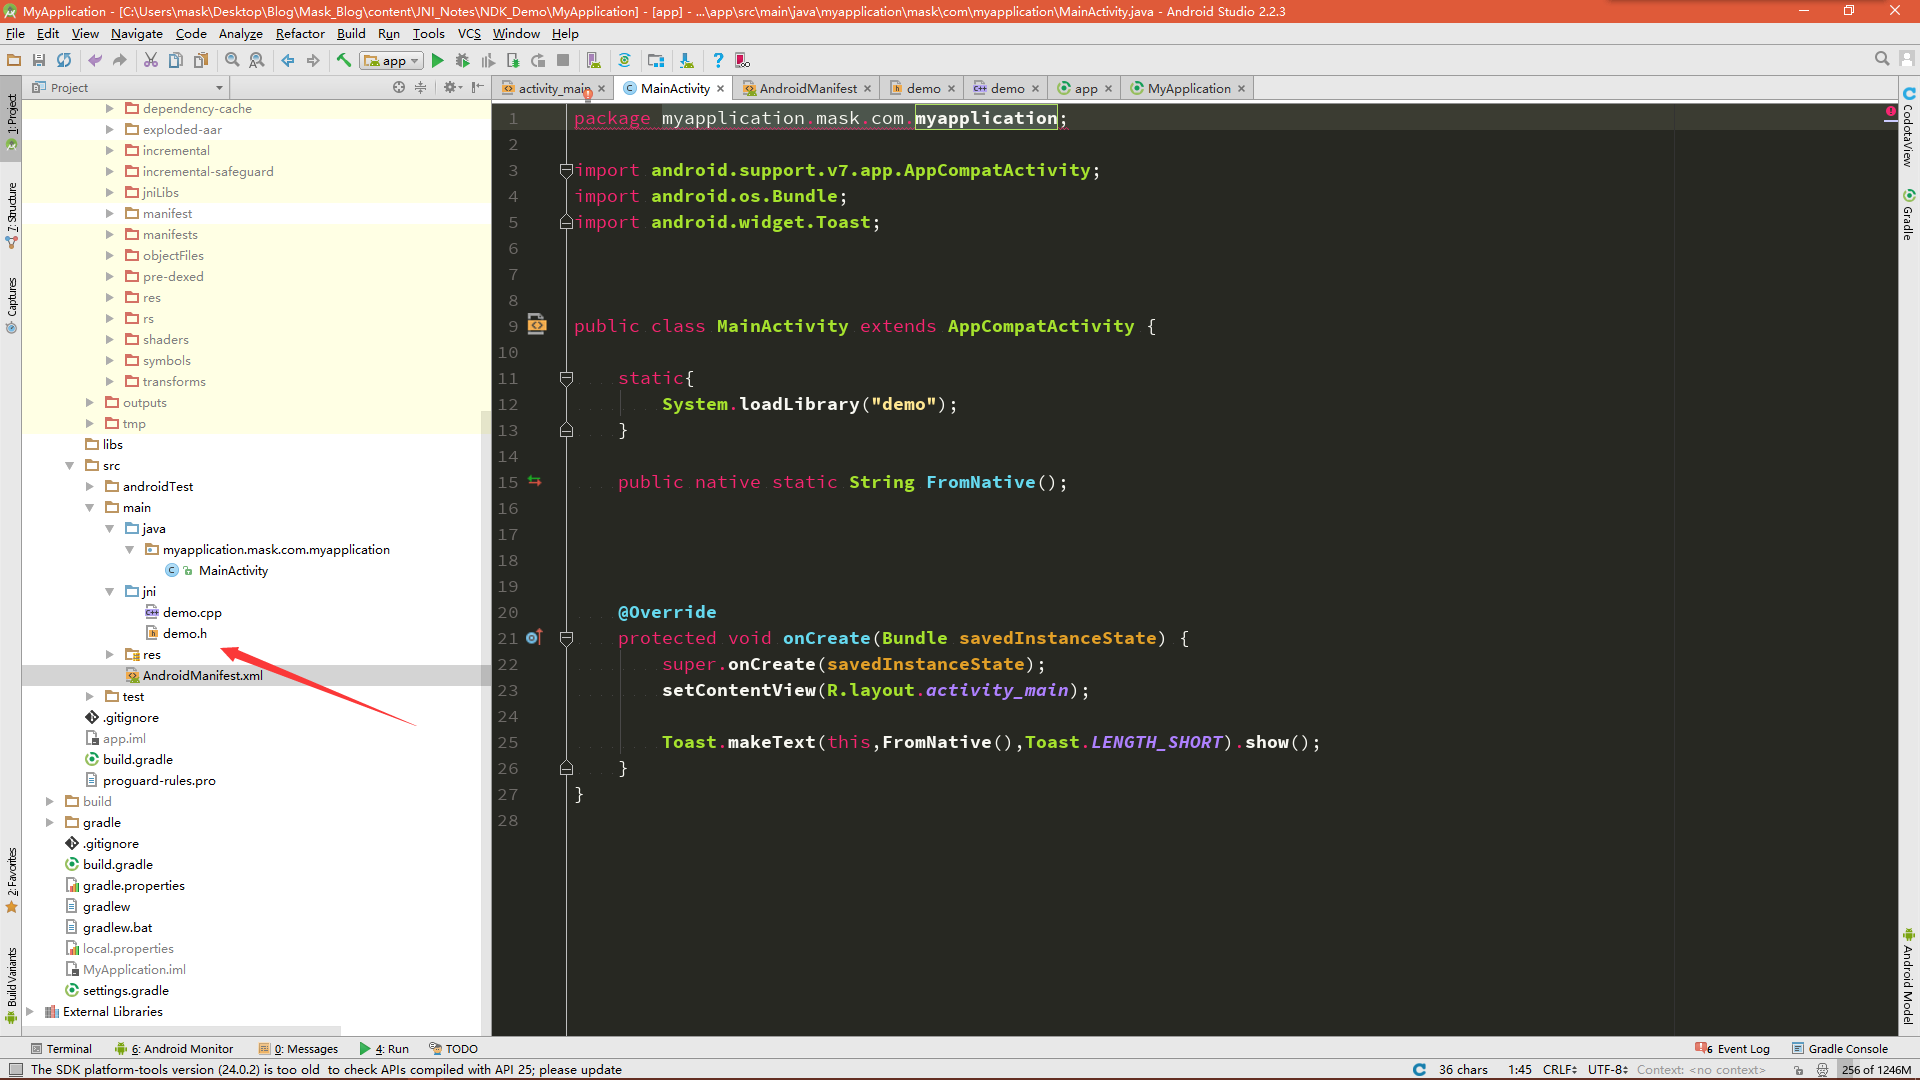 MyApplication - [C:\Users\mask\Desktop\Blog\Mask_Blog\content\JNI_Notes\NDK_Demo\MyApplication] - [app] - ...\app\src\main\java\myapplication\mask\com\myapplication\MainActivity.java - Android Studio 2.2.3
File Edit View Navigate Code Analyze Refactor Build Run Tools VCS Window Help
app
Project
activity_main MainActivity AndroidManifest demo demo app MyApplication
1: Project
7: Structure
Captures
2: Favorites
Build Variants
dependency-cache
exploded-aar
incremental
incremental-safeguard
jniLibs
manifest
manifests
objectFiles
pre-dexed
res
rs
shaders
symbols
transforms
outputs
tmp
libs
src
androidTest
main
java
myapplication.mask.com.myapplication
MainActivity
jni
demo.cpp
demo.h
res
AndroidManifest.xml
test
.gitignore
app.iml
build.gradle
proguard-rules.pro
build
gradle
.gitignore
build.gradle
gradle.properties
gradlew
gradlew.bat
local.properties
MyApplication.iml
settings.gradle
External Libraries
1 package myapplication.mask.com.myapplication;
2
3 import android.support.v7.app.AppCompatActivity;
4 import android.os.Bundle;
5 import android.widget.Toast;
6
7
8
9 public class MainActivity extends AppCompatActivity {
10
11 static{
12 System.loadLibrary("demo");
13 }
14
15 public native static String FromNative();
16
17
18
19
20 @Override
21 protected void onCreate(Bundle savedInstanceState) {
22 super.onCreate(savedInstanceState);
23 setContentView(R.layout.activity_main);
24
25 Toast.makeText(this,FromNative(),Toast.LENGTH_SHORT).show();
26 }
27 }
28
CodotaView
Gradle
Android Model
Terminal 6: Android Monitor 0: Messages 4: Run TODO 6 Event Log Gradle Console
The SDK platform-tools version (24.0.2) is too old to check APIs compiled with API 25; please update 36 chars 1:45 CRLF UTF-8 Context: <no context> 256 of 1246M